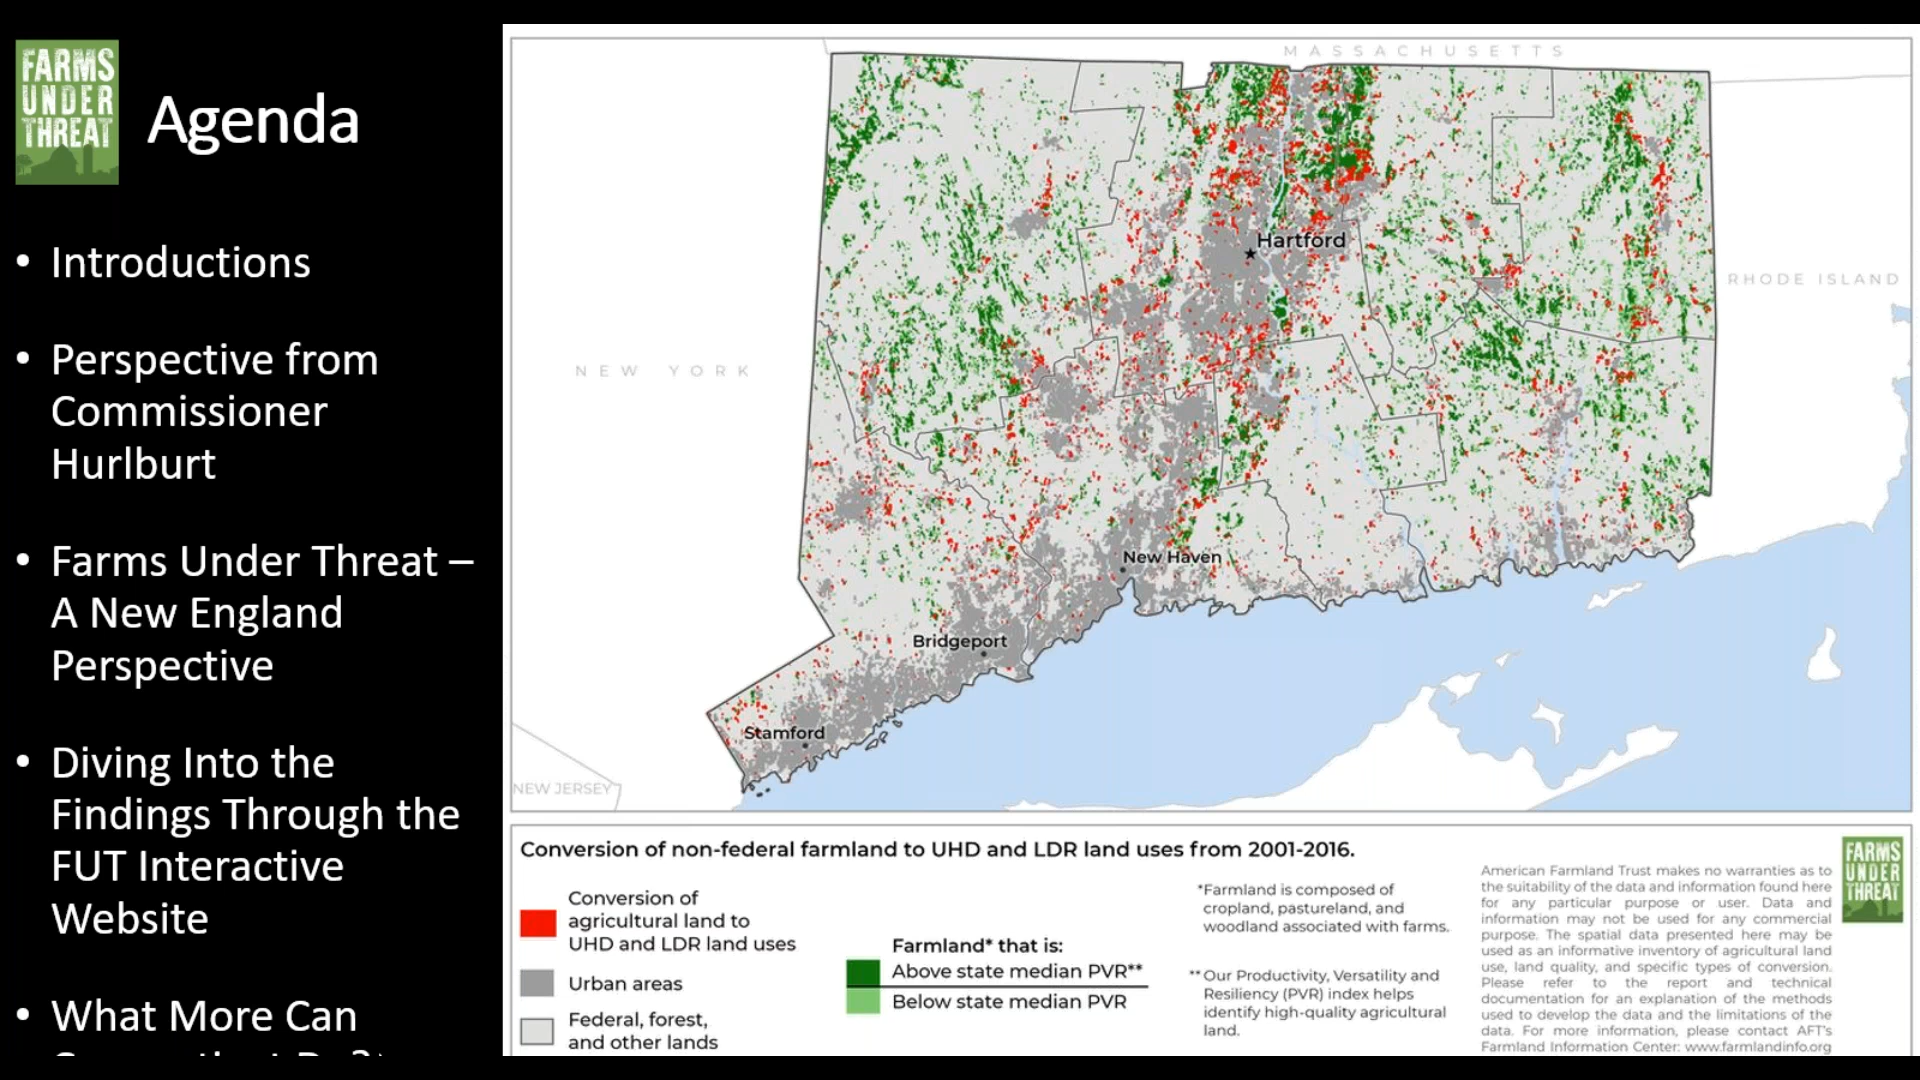 FARMS
UNDER
THREAT
Agenda
• Introductions
• Perspective from
Commissioner
Hurlburt
• Farms Under Threat –
A New England
Perspective
• Diving Into the
Findings Through the
FUT Interactive
Website
• What More Can
MASSACHUSETTS
Hartford
RHODE ISLAND
NEW YORK
New Haven
Bridgeport
Stamford
NEW JERSEY
Conversion of non-federal farmland to UHD and LDR land uses from 2001-2016.
Conversion of
agricultural land to
UHD and LDR land uses
Urban areas
Federal, forest,
and other lands
Farmland* that is:
Above state median PVR**
Below state median PVR
*Farmland is composed of
cropland, pastureland, and
woodland associated with farms.
**Our Productivity, Versatility and
Resiliency (PVR) index helps
identify high-quality agricultural
land.
American Farmland Trust makes no warranties as to
the suitability of the data and information found here
for any particular purpose or user. Data and
information may not be used for any commercial
purpose. The spatial data presented here may be
used as an informative inventory of agricultural land
use, land quality, and specific types of conversion.
Please refer to the report and technical
documentation for an explanation of the methods
used to develop the data and the limitations of the
data. For more information, please contact AFT's
Farmland Information Center: www.farmlandinfo.org
FARMS
UNDER
THREAT